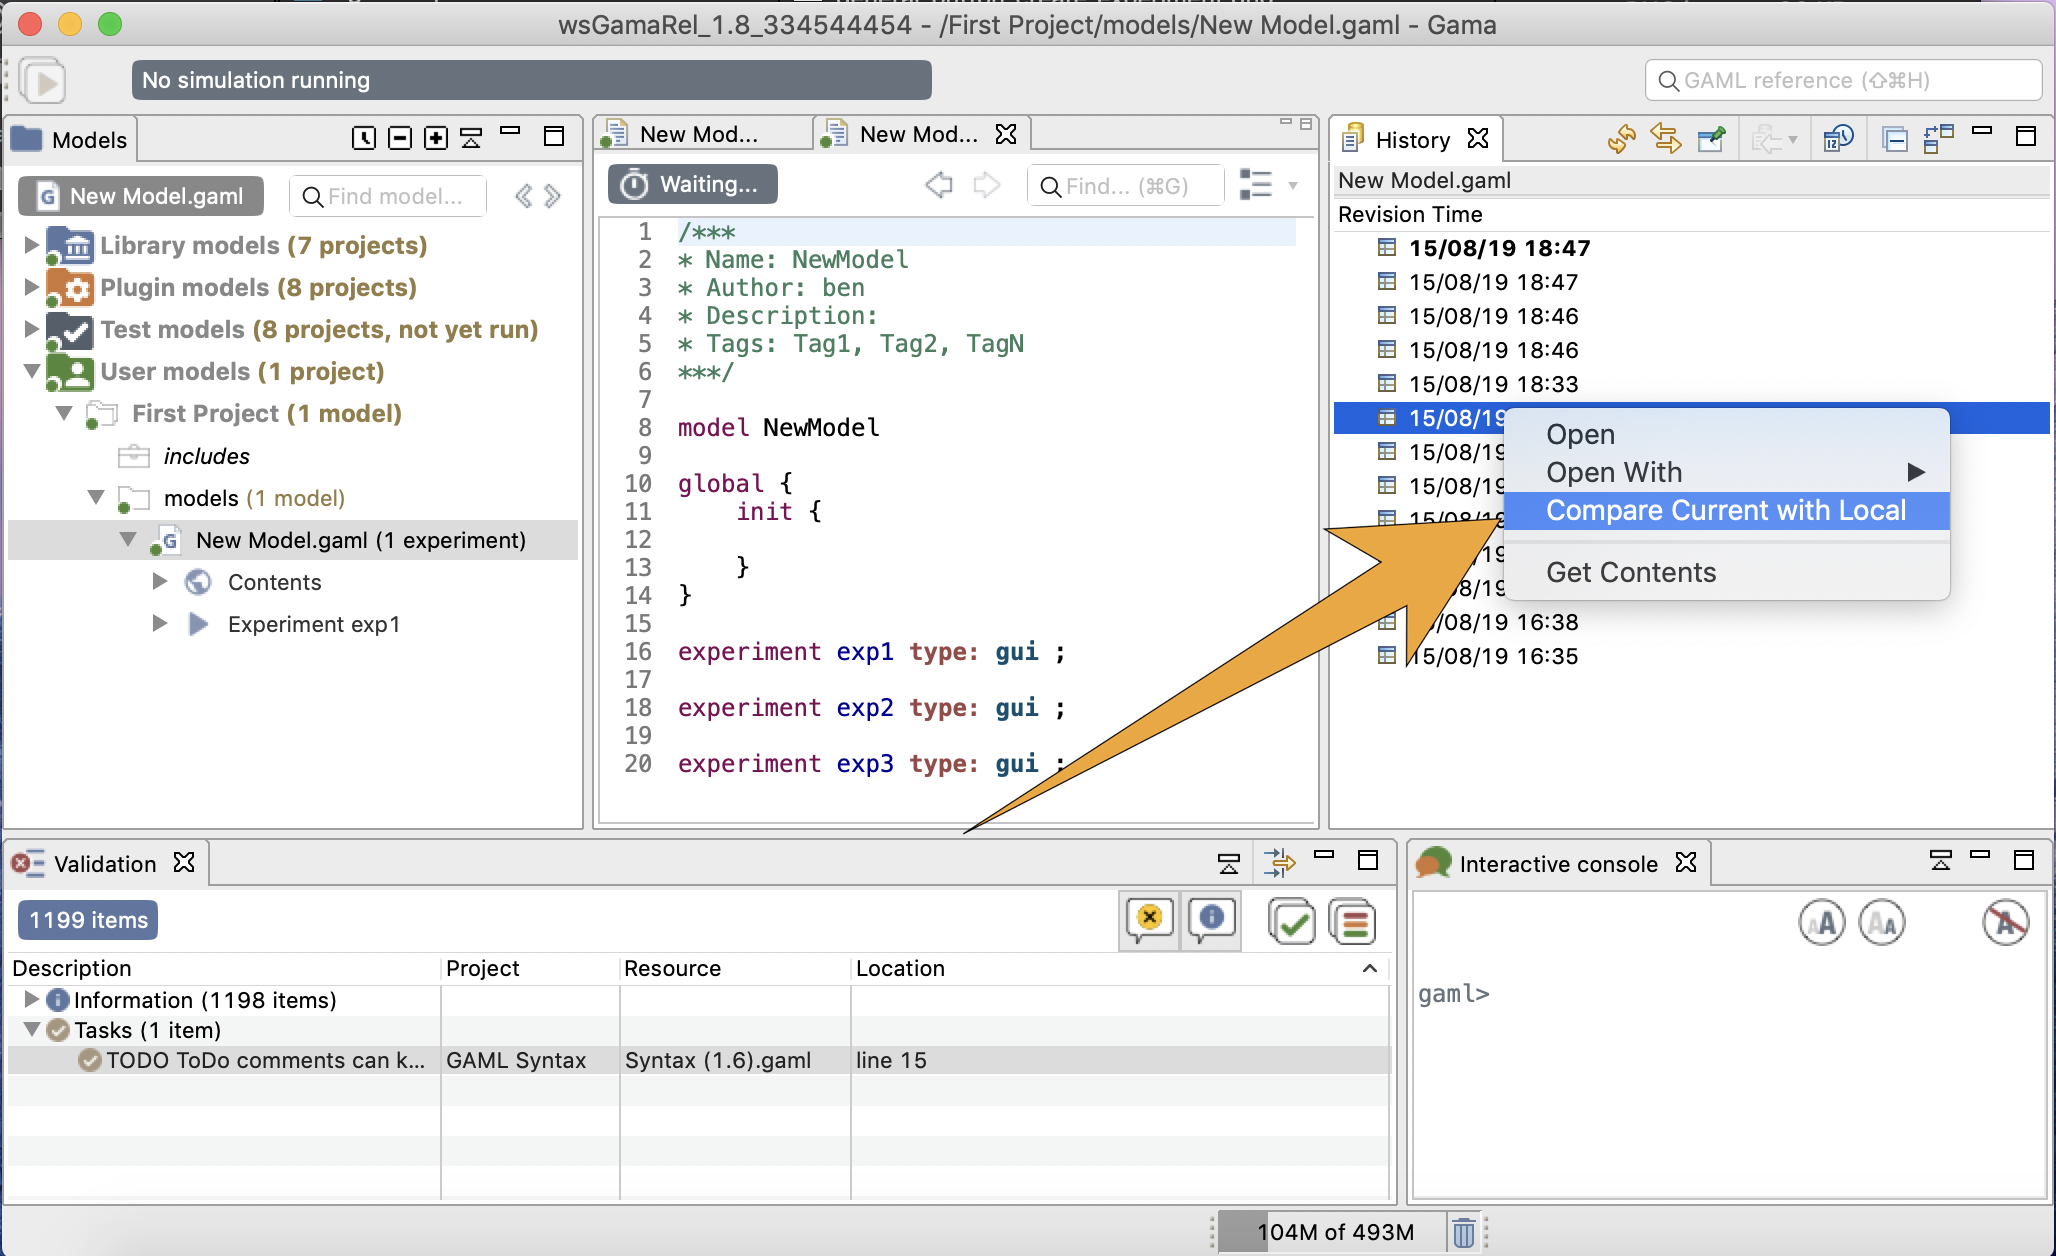 wsGamaRel_1.8_334544454 - /First Project/models/New Model.gaml - Gama
No simulation running
GAML reference (⇧⌘H)
Models
New Model.gaml
Find model...
Library models (7 projects)
Plugin models (8 projects)
Test models (8 projects, not yet run)
User models (1 project)
First Project (1 model)
includes
models (1 model)
New Model.gaml (1 experiment)
Contents
Experiment exp1
New Mod...
New Mod...
Waiting...
Find... (⌘G)
1 /***
2 * Name: NewModel
3 * Author: ben
4 * Description:
5 * Tags: Tag1, Tag2, TagN
6 ***/
7
8 model NewModel
9
10 global {
11 init {
12
13 }
14 }
15
16 experiment exp1 type: gui ;
17
18 experiment exp2 type: gui ;
19
20 experiment exp3 type: gui ;
History
New Model.gaml
Revision Time
15/08/19 18:47
15/08/19 18:47
15/08/19 18:46
15/08/19 18:46
15/08/19 18:33
15/08/19
15/08/19
15/08/19
15/08/19
/08/19 16:38
15/08/19 16:35
Open
Open With
Compare Current with Local
Get Contents
Validation
1199 items
Description Project Resource Location
Information (1198 items)
Tasks (1 item)
TODO ToDo comments can k... GAML Syntax Syntax (1.6).gaml line 15
Interactive console
gaml>
104M of 493M